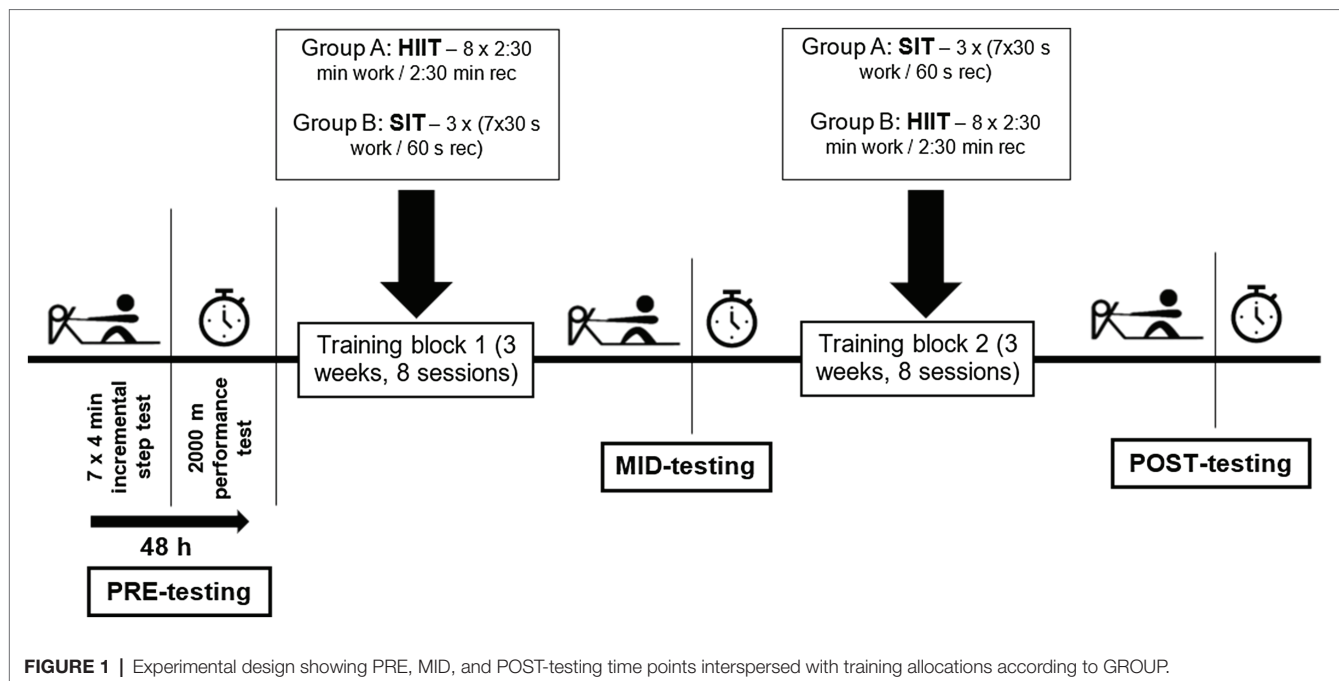 Group A: HIIT – 8 x 2:30
min work / 2:30 min rec
Group B: SIT – 3 x (7x30 s
work / 60 s rec)
Group A: SIT – 3 x (7x30 s
work / 60 s rec)
Group B: HIIT – 8 x 2:30
min work / 2:30 min rec
Training block 1 (3
weeks, 8 sessions)
Training block 2 (3
weeks, 8 sessions)
7 x 4 min
incremental
step test
2000 m
performance
test
48 h
PRE-testing
MID-testing
POST-testing
FIGURE 1 | Experimental design showing PRE, MID, and POST-testing time points interspersed with training allocations according to GROUP.